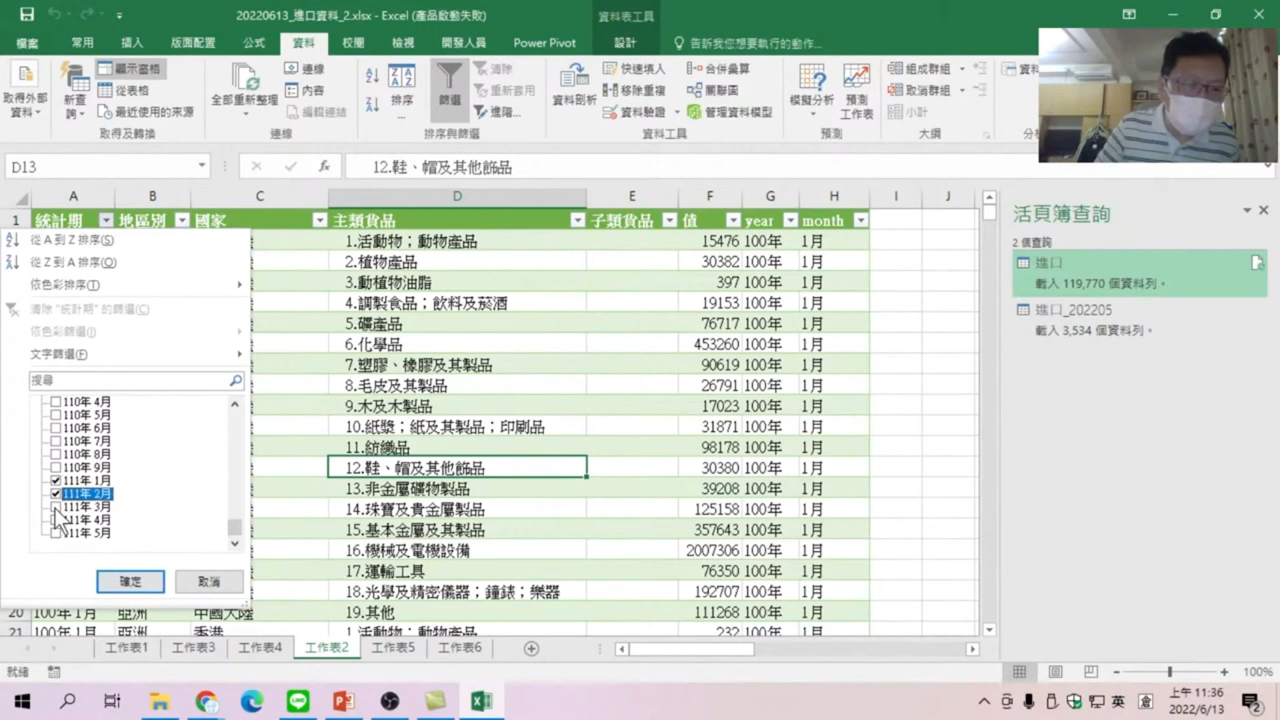 20220613_進口資料_2.xlsx - Excel (產品啟動失敗)
資料表工具
檔案 常用 插入 版面配置 公式 資料 校閱 檢視 開發人員 Power Pivot 設計 告訴我您想要執行的動作...
取得外部資料
新查詢
顯示查詢
從表格
最近使用的來源
取得及轉換
全部重新整理
連線
內容
編輯連結
連線
排序...
篩選
清除
重新套用
進階...
排序與篩選
資料剖析
快速填入
移除重複
資料驗證
合併彙算
關聯圖
管理資料模型
資料工具
模擬分析
預測工作表
預測
組成群組
取消群組
小計
大綱
D13
fx
12.鞋、帽及其他飾品
A B C D E F G H I J
1 統計期 地區別 國家 主類貨品 子類貨品 值 year month
1.活動物；動物產品 15476 100年 1月
2.植物產品 30382 100年 1月
3.動植物油脂 397 100年 1月
4.調製食品；飲料及菸酒 19153 100年 1月
5.礦產品 76717 100年 1月
6.化學品 453260 100年 1月
7.塑膠、橡膠及其製品 90619 100年 1月
8.毛皮及其製品 26791 100年 1月
9.木及木製品 17023 100年 1月
10.紙漿；紙及其製品；印刷品 31871 100年 1月
11.紡織品 98178 100年 1月
12.鞋、帽及其他飾品 30380 100年 1月
13.非金屬礦物製品 39208 100年 1月
14.珠寶及貴金屬製品 125158 100年 1月
15.基本金屬及其製品 357643 100年 1月
16.機械及電機設備 2007306 100年 1月
17.運輸工具 76350 100年 1月
18.光學及精密儀器；鐘錶；樂器 192707 100年 1月
20 100年 1月 亞洲 中國大陸 19.其他 111268 100年 1月
21 100年 1月 亞洲 香港 1.活動物；動物產品 232 100年 1月
從 A 到 Z 排序(S)
從 Z 到 A 排序(O)
依色彩排序(T)
清除 "統計期" 的篩選(C)
依色彩篩選(I)
文字篩選(F)
搜尋
110年 4月
110年 5月
110年 6月
110年 7月
110年 8月
110年 9月
111年 1月
111年 2月
111年 3月
111年 4月
111年 5月
確定 取消
活頁簿查詢
2 個查詢
進口
載入 119,770 個資料列。
進口_202205
載入 3,534 個資料列。
工作表1 工作表3 工作表4 工作表2 工作表5 工作表6
就緒
100%
英
上午 11:36
2022/6/13
2